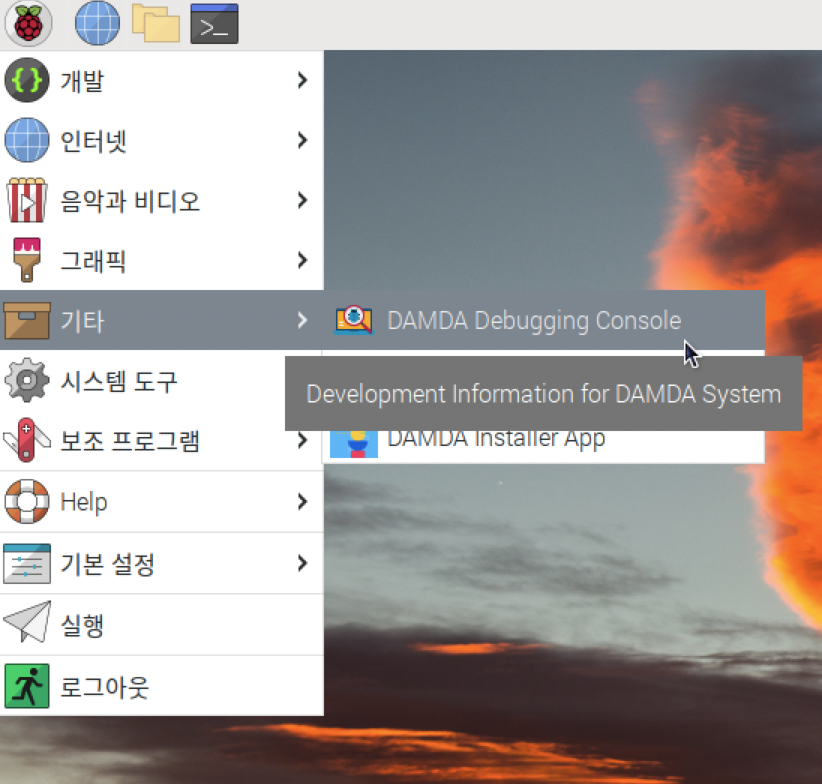 >_
개발
인터넷
음악과 비디오
그래픽
기타
DAMDA Debugging Console
시스템 도구
Development Information for DAMDA System
보조 프로그램
DAMDA Installer App
Help
기본 설정
실행
로그아웃